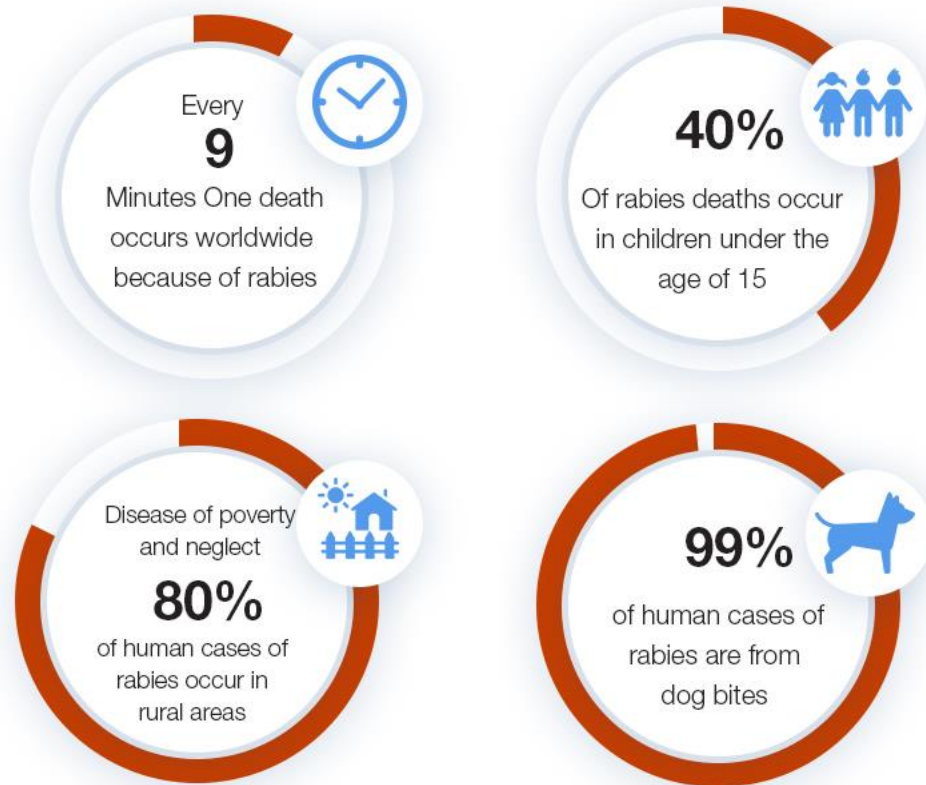 Every
9
Minutes One death
occurs worldwide
because of rabies
40%
Of rabies deaths occur
in children under the
age of 15
Disease of poverty
and neglect
80%
of human cases of
rabies occur in
rural areas
99%
of human cases of
rabies are from
dog bites